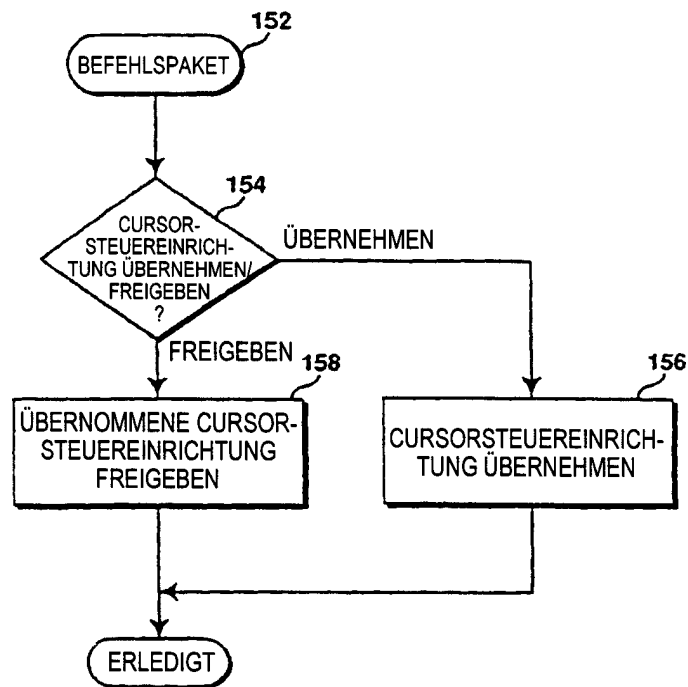 152
BEFEHLSPAKET
154
CURSOR-
STEUEREINRICH-
TUNG ÜBERNEHMEN/
FREIGEBEN
?
ÜBERNEHMEN
FREIGEBEN
158
ÜBERNOMMENE CURSOR-
STEUEREINRICHTUNG
FREIGEBEN
156
CURSORSTEUEREINRICH-
TUNG ÜBERNEHMEN
ERLEDIGT